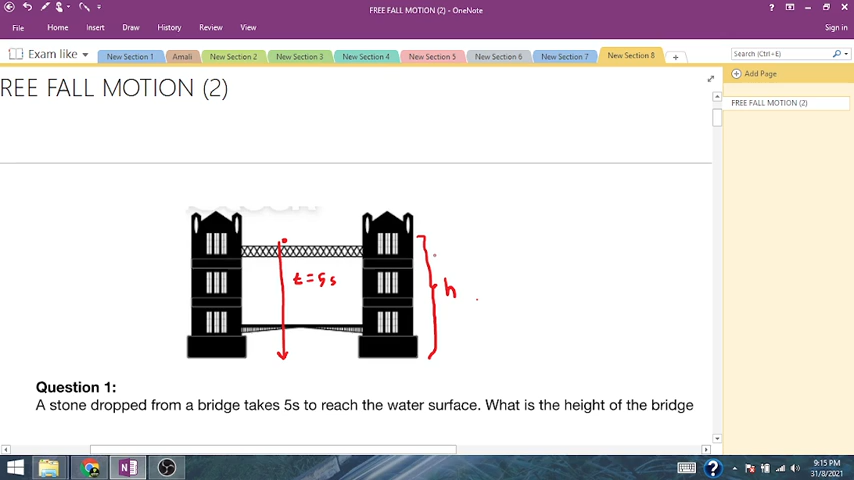 FREE FALL MOTION (2) - OneNote
File Home Insert Draw History Review View
Sign in
Exam like
New Section 1 Amali New Section 2 New Section 3 New Section 4 New Section 5 New Section 6 New Section 7 New Section 8
Search (Ctrl+E)
REE FALL MOTION (2)
Add Page
FREE FALL MOTION (2)
t = 5s
h
Question 1:
A stone dropped from a bridge takes 5s to reach the water surface. What is the height of the bridge
9:15 PM
31/8/2021